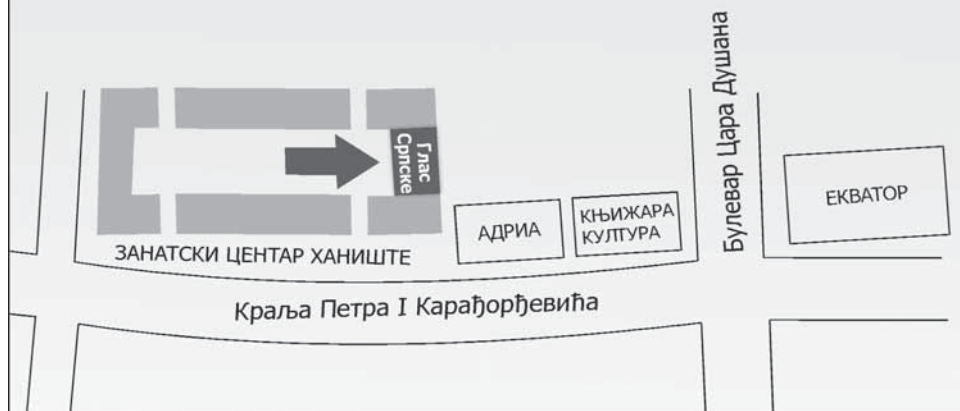 Булевар Цара Душана
Глас
Српске
ЕКВАТОР
АДРИА
КЊИЖАРА
КУЛТУРА
ЗАНАТСКИ ЦЕНТАР ХАНИШТЕ
Краља Петра I Карађорђевића